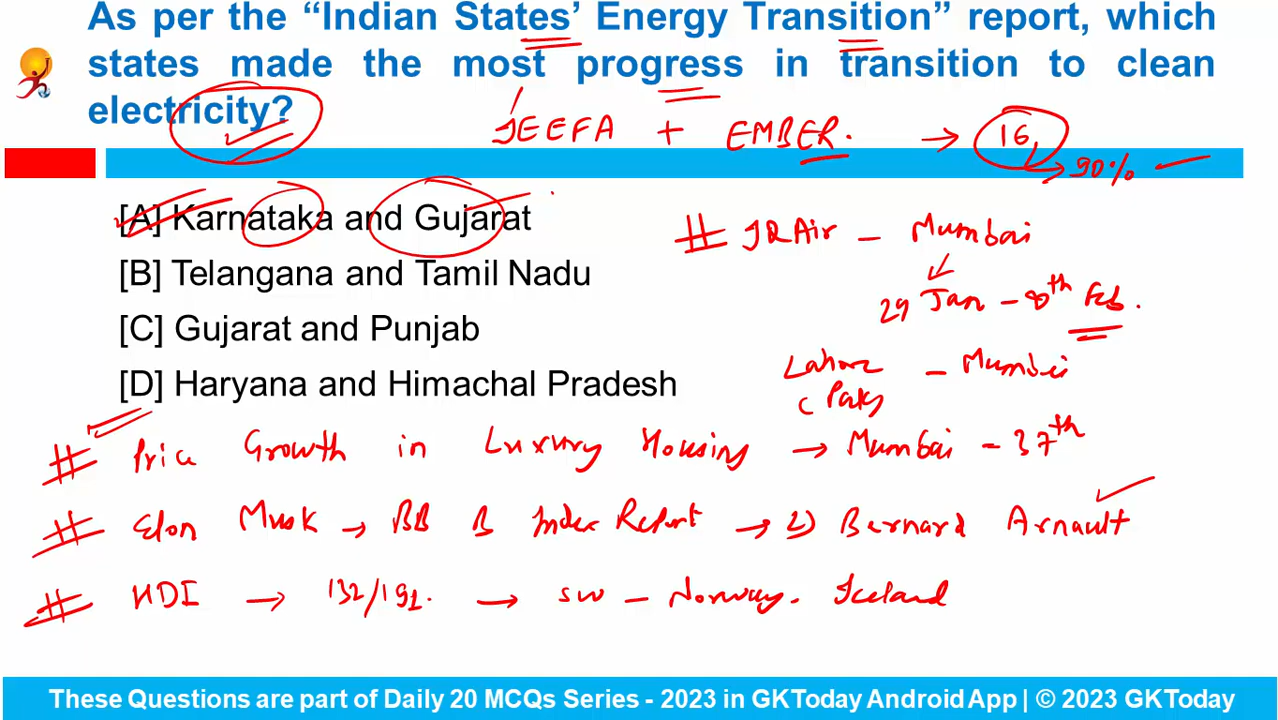 As per the “Indian States’ Energy Transition” report, which
states made the most progress in transition to clean
electricity?
IEEFA + EMBER. → 16,
→ 90%
[A] Karnataka and Gujarat
# IRAir - Mumbai
[B] Telangana and Tamil Nadu
29 Jan - 8th Feb.
[C] Gujarat and Punjab
Lahore - Mumbai
[D] Haryana and Himachal Pradesh
# Price Growth in Luxury Housing → Mumbai - 37th
# Elon Musk → BB B Index Report → 2) Bernard Arnault
# HDI → 132/191. → SW - Norway. Iceland
These Questions are part of Daily 20 MCQs Series - 2023 in GKToday Android App | © 2023 GKToday